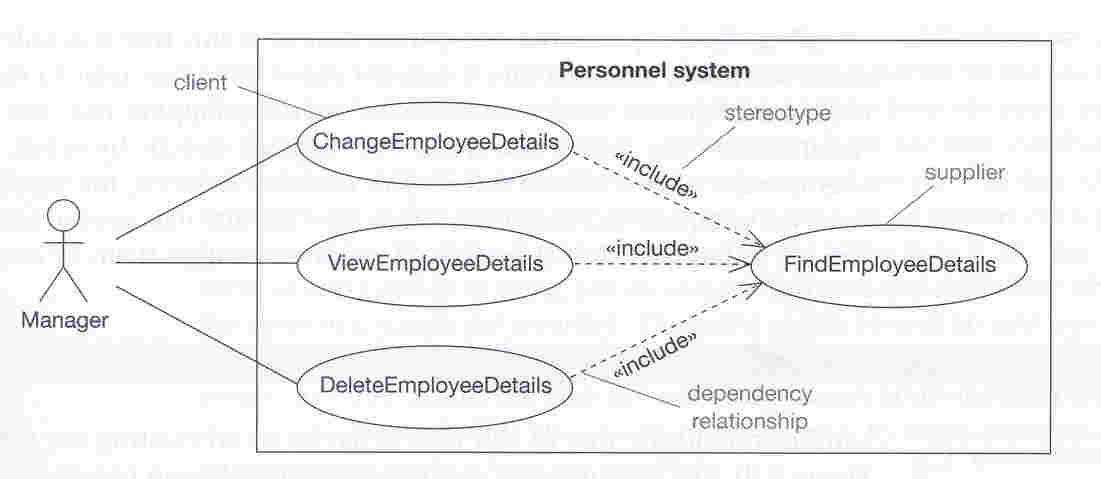 Personnel system
client
ChangeEmployeeDetails
stereotype
«include»
supplier
ViewEmployeeDetails
«include»
FindEmployeeDetails
Manager
DeleteEmployeeDetails
«include»
dependency
relationship